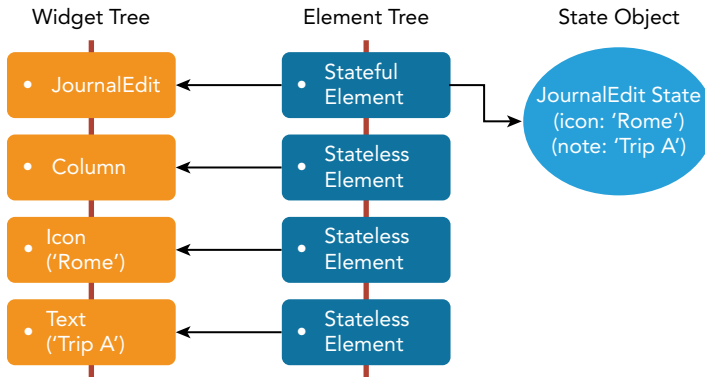 Widget Tree
Element Tree
State Object
• JournalEdit
• Stateful
Element
JournalEdit State
(icon: ‘Rome’)
(note: ‘Trip A’)
• Column
• Stateless
Element
• Icon
(‘Rome’)
• Stateless
Element
• Text
(‘Trip A’)
• Stateless
Element